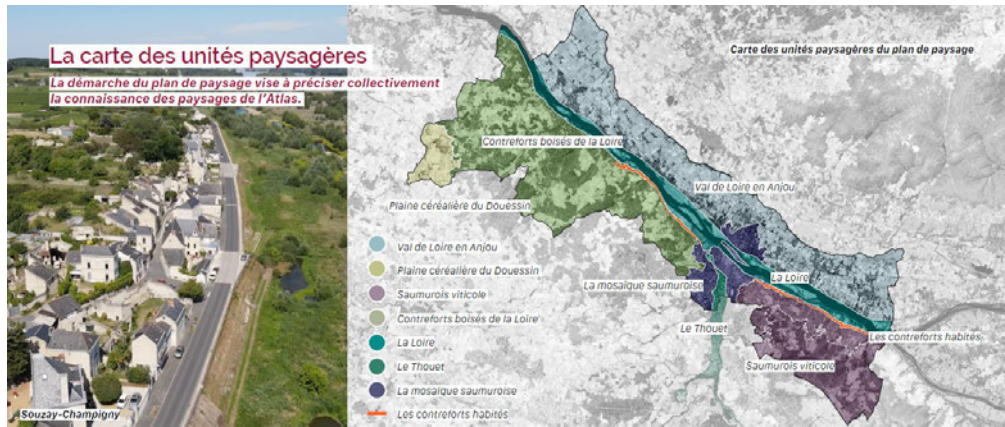 La carte des unités paysagères
La démarche du plan de paysage vise à préciser collectivement
la connaissance des paysages de l'Atlas.
Souzay-Champigny
Carte des unités paysagères du plan de paysage
Contreforts boisés de la Loire
Val de Loire en Anjou
Plaine céréalière du Douessin
La Loire
La mosaïque saumuroise
Le Thouet
Les contreforts habités
Saumurois viticole
Val de Loire en Anjou
Plaine céréalière du Douessin
Saumurois viticole
Contreforts boisés de la Loire
La Loire
Le Thouet
La mosaïque saumuroise
Les contreforts habités